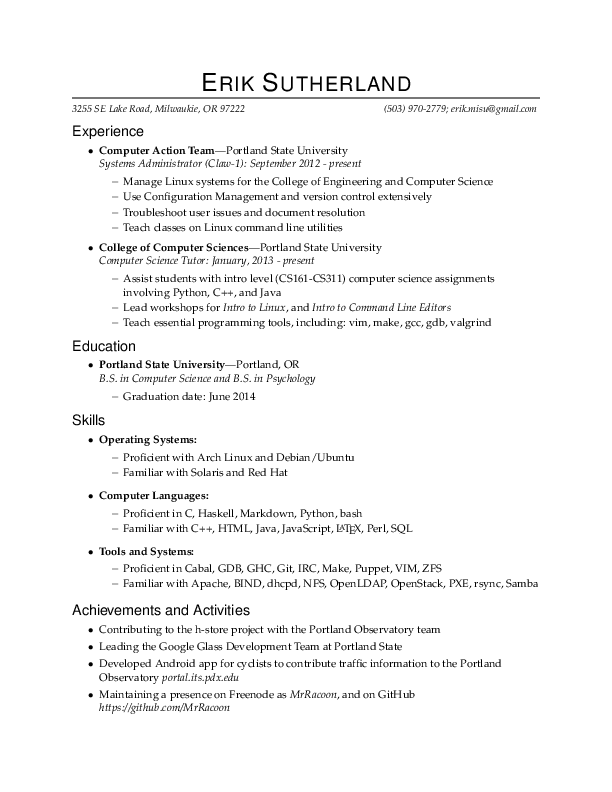 ERIK SUTHERLAND
3255 SE Lake Road, Milwaukie, OR 97222 (503) 970-2779; erik.misu@gmail.com
Experience
• Computer Action Team—Portland State University
Systems Administrator (Claw-1): September 2012 - present
– Manage Linux systems for the College of Engineering and Computer Science
– Use Configuration Management and version control extensively
– Troubleshoot user issues and document resolution
– Teach classes on Linux command line utilities
• College of Computer Sciences—Portland State University
Computer Science Tutor: January, 2013 - present
– Assist students with intro level (CS161-CS311) computer science assignments
involving Python, C++, and Java
– Lead workshops for Intro to Linux, and Intro to Command Line Editors
– Teach essential programming tools, including: vim, make, gcc, gdb, valgrind
Education
• Portland State University—Portland, OR
B.S. in Computer Science and B.S. in Psychology
– Graduation date: June 2014
Skills
• Operating Systems:
– Proficient with Arch Linux and Debian/Ubuntu
– Familiar with Solaris and Red Hat
• Computer Languages:
– Proficient in C, Haskell, Markdown, Python, bash
– Familiar with C++, HTML, Java, JavaScript, LATEX, Perl, SQL
• Tools and Systems:
– Proficient in Cabal, GDB, GHC, Git, IRC, Make, Puppet, VIM, ZFS
– Familiar with Apache, BIND, dhcpd, NFS, OpenLDAP, OpenStack, PXE, rsync, Samba
Achievements and Activities
• Contributing to the h-store project with the Portland Observatory team
• Leading the Google Glass Development Team at Portland State
• Developed Android app for cyclists to contribute traffic information to the Portland
Observatory portal.its.pdx.edu
• Maintaining a presence on Freenode as MrRacoon, and on GitHub
https://github.com/MrRacoon